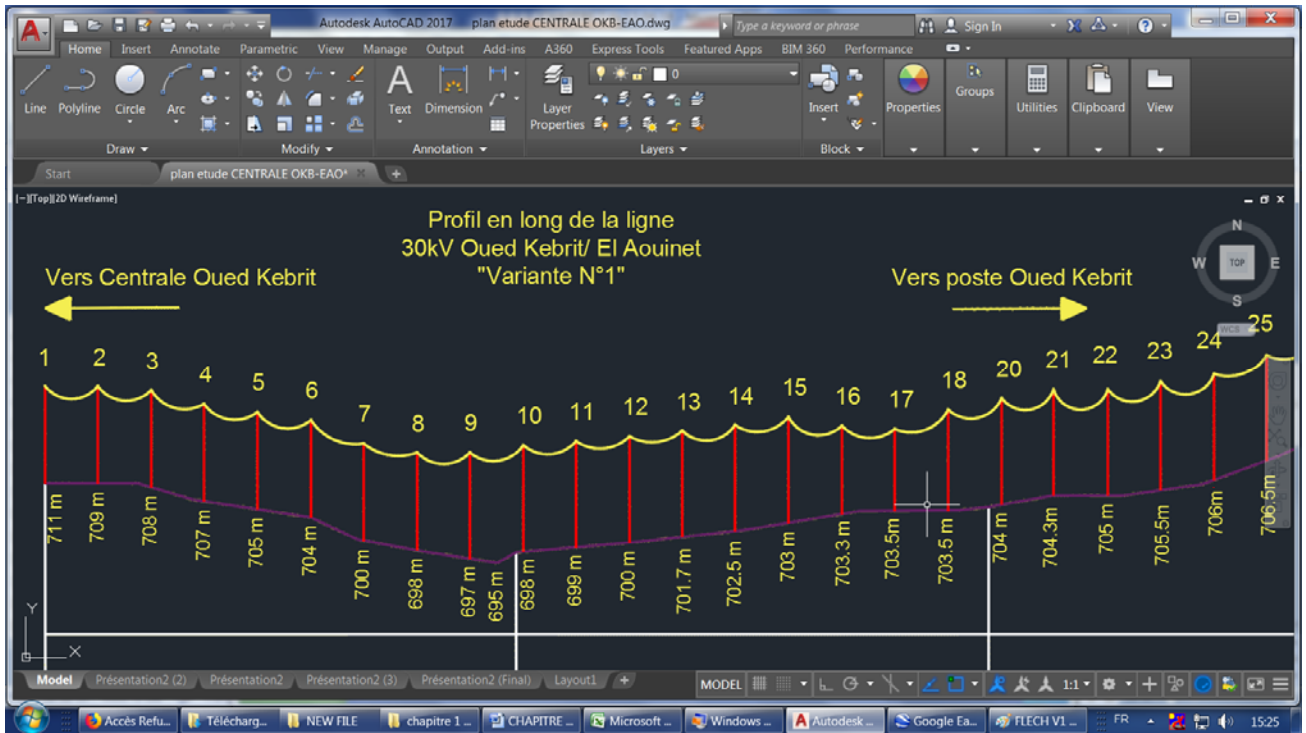 Autodesk AutoCAD 2017 plan etude CENTRALE OKB-EAO.dwg
Type a keyword or phrase
Sign In
Home Insert Annotate Parametric View Manage Output Add-ins A360 Express Tools Featured Apps BIM 360 Performance
0
Line Polyline Circle Arc
Text Dimension
Layer Properties
Insert
Properties Groups Utilities Clipboard View
Draw Modify Annotation Layers Block
Start plan etude CENTRALE OKB-EAO*
[−][Top][2D Wireframe]
Profil en long de la ligne
30kV Oued Kebrit/ El Aouinet
"Variante N°1"
Vers Centrale Oued Kebrit
Vers poste Oued Kebrit
N
W TOP E
S
WCS
1 2 3 4 5 6 7 8 9 10 11 12 13 14 15 16 17 18 20 21 22 23 24 25
711 m
709 m
708 m
707 m
705 m
704 m
700 m
698 m
697 m
695 m
698 m
699 m
700 m
701.7 m
702.5 m
703 m
703.3 m
703.5m
703.5 m
704 m
704.3m
705 m
705.5m
706m
706.5m
Y
X
Model Présentation2 (2) Présentation2 Présentation2 (3) Présentation2 (Final) Layout1
MODEL 1:1
Accès Refu... Télécharg... NEW FILE chapitre 1 ... CHAPITRE ... Microsoft ... Windows ... Autodesk ... Google Ea... FLECH V1 ... FR 15:25